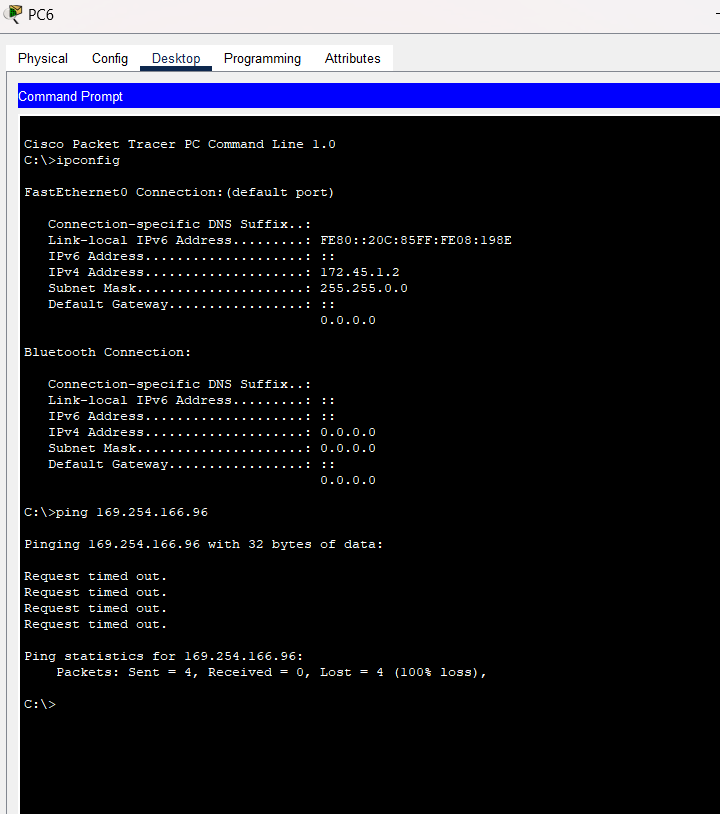 PC6
Physical Config Desktop Programming Attributes
Command Prompt
Cisco Packet Tracer PC Command Line 1.0
C:\>ipconfig
FastEthernet0 Connection:(default port)
Connection-specific DNS Suffix..:
Link-local IPv6 Address.........: FE80::20C:85FF:FE08:198E
IPv6 Address....................: ::
IPv4 Address....................: 172.45.1.2
Subnet Mask.....................: 255.255.0.0
Default Gateway.................: ::
0.0.0.0
Bluetooth Connection:
Connection-specific DNS Suffix..:
Link-local IPv6 Address.........: ::
IPv6 Address....................: ::
IPv4 Address....................: 0.0.0.0
Subnet Mask.....................: 0.0.0.0
Default Gateway.................: ::
0.0.0.0
C:\>ping 169.254.166.96
Pinging 169.254.166.96 with 32 bytes of data:
Request timed out.
Request timed out.
Request timed out.
Request timed out.
Ping statistics for 169.254.166.96:
Packets: Sent = 4, Received = 0, Lost = 4 (100% loss),
C:\>